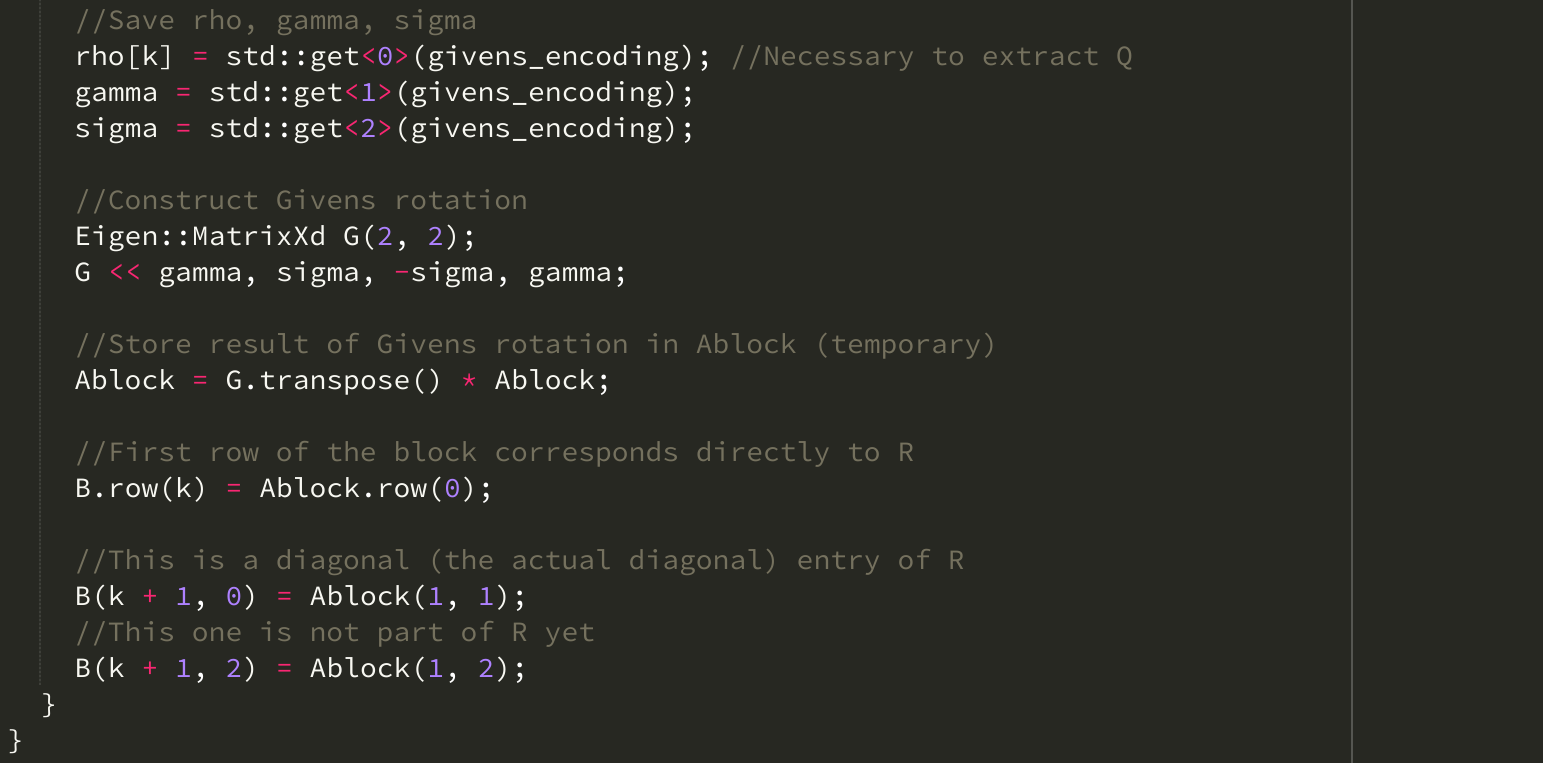 //Save rho, gamma, sigma
rho[k] = std::get<0>(givens_encoding); //Necessary to extract Q
gamma = std::get<1>(givens_encoding);
sigma = std::get<2>(givens_encoding);
//Construct Givens rotation
Eigen::MatrixXd G(2, 2);
G << gamma, sigma, -sigma, gamma;
//Store result of Givens rotation in Ablock (temporary)
Ablock = G.transpose() * Ablock;
//First row of the block corresponds directly to R
B.row(k) = Ablock.row(0);
//This is a diagonal (the actual diagonal) entry of R
B(k + 1, 0) = Ablock(1, 1);
//This one is not part of R yet
B(k + 1, 2) = Ablock(1, 2);
}
}